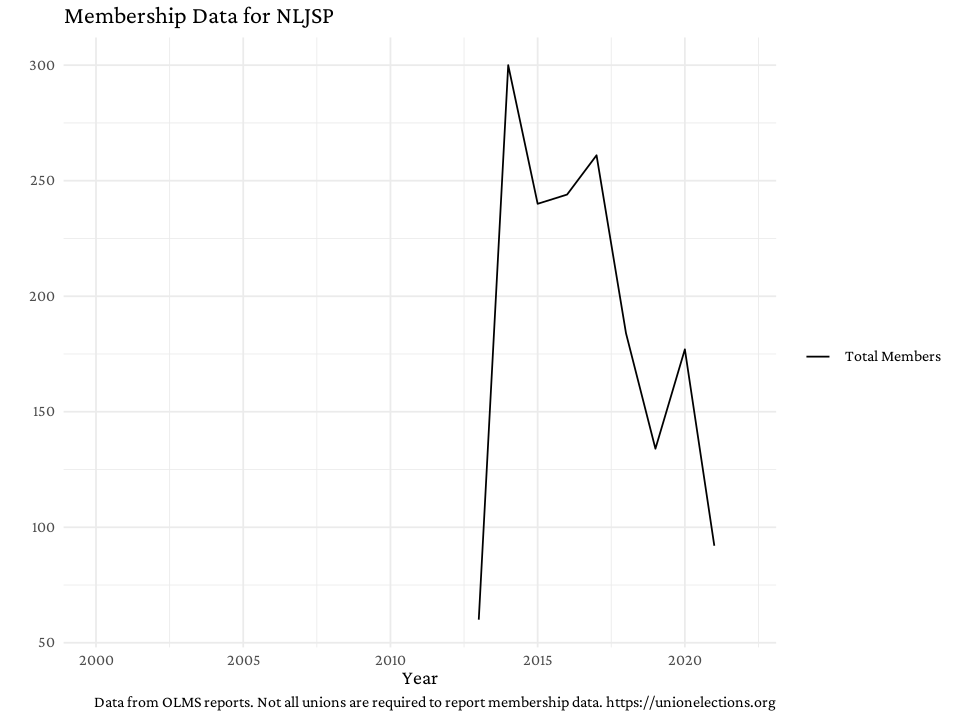 Membership Data for NLJSP
300
250
200
150
100
50
2000 2005 2010 2015 2020
Year
Total Members
Data from OLMS reports. Not all unions are required to report membership data. https://unionelections.org